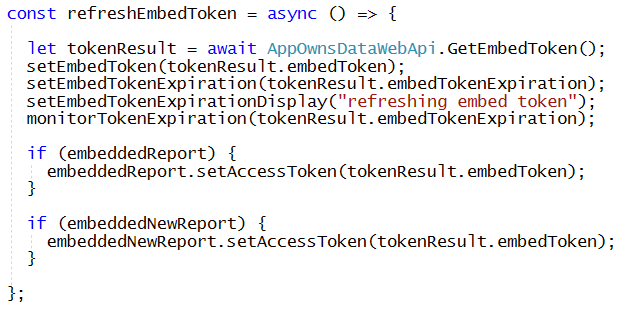 const refreshEmbedToken = async () => {
let tokenResult = await AppOwnsDataWebApi.GetEmbedToken();
setEmbedToken(tokenResult.embedToken);
setEmbedTokenExpiration(tokenResult.embedTokenExpiration);
setEmbedTokenExpirationDisplay("refreshing embed token");
monitorTokenExpiration(tokenResult.embedTokenExpiration);
if (embeddedReport) {
embeddedReport.setAccessToken(tokenResult.embedToken);
}
if (embeddedNewReport) {
embeddedNewReport.setAccessToken(tokenResult.embedToken);
}
};